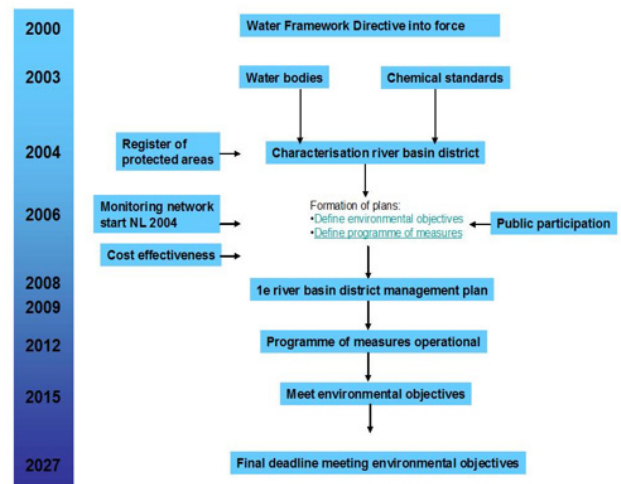 2000
Water Framework Directive into force
2003
Water bodies
Chemical standards
2004
Register of
protected areas
Characterisation river basin district
2006
Monitoring network
start NL 2004
Formation of plans:
•Define environmental objectives
•Define programme of measures
Public participation
Cost effectiveness
2008
1e river basin district management plan
2009
2012
Programme of measures operational
2015
Meet environmental objectives
2027
Final deadline meeting environmental objectives